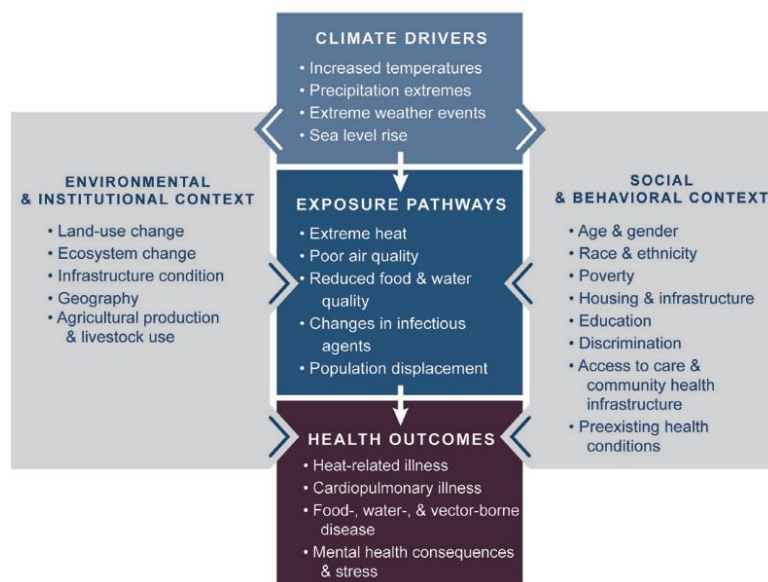 CLIMATE DRIVERS
• Increased temperatures
• Precipitation extremes
• Extreme weather events
• Sea level rise
ENVIRONMENTAL
& INSTITUTIONAL CONTEXT
• Land-use change
• Ecosystem change
• Infrastructure condition
• Geography
• Agricultural production
& livestock use
EXPOSURE PATHWAYS
• Extreme heat
• Poor air quality
• Reduced food & water
quality
• Changes in infectious
agents
• Population displacement
SOCIAL
& BEHAVIORAL CONTEXT
• Age & gender
• Race & ethnicity
• Poverty
• Housing & infrastructure
• Education
• Discrimination
• Access to care &
community health
infrastructure
• Preexisting health
conditions
HEALTH OUTCOMES
• Heat-related illness
• Cardiopulmonary illness
• Food-, water-, & vector-borne
disease
• Mental health consequences
& stress